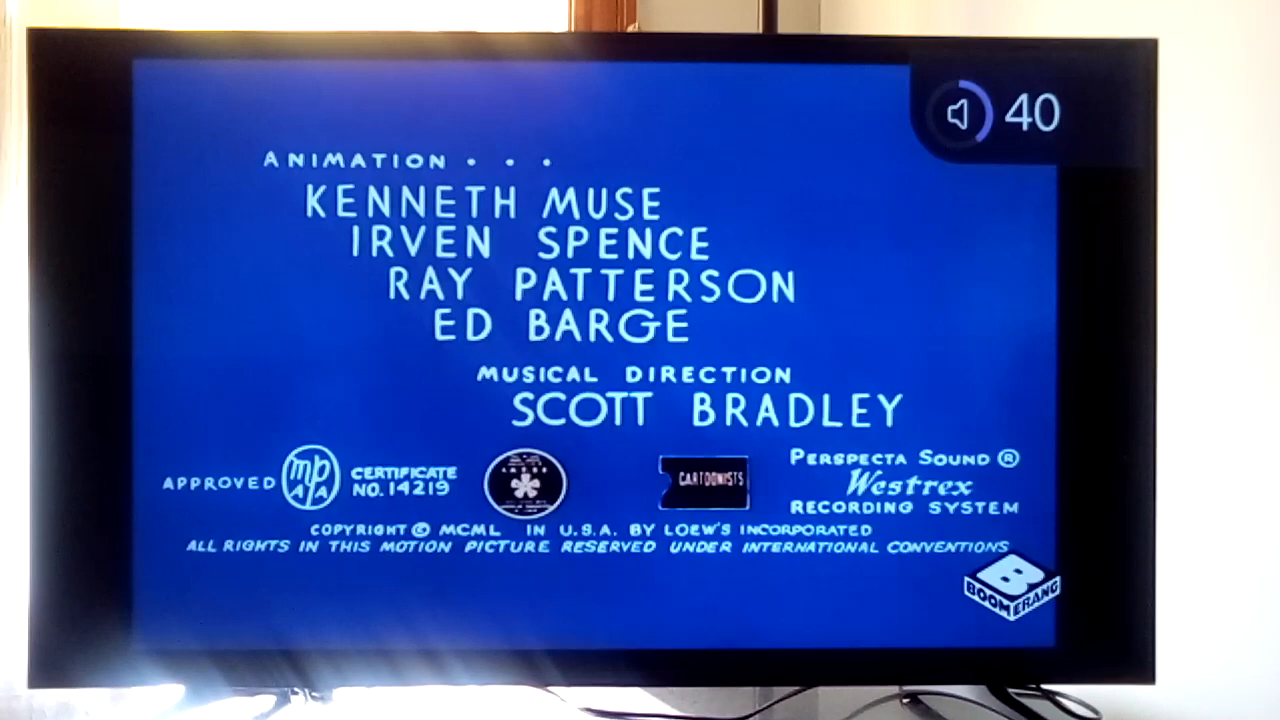 40
ANIMATION . . .
KENNETH MUSE
IRVEN SPENCE
RAY PATTERSON
ED BARGE
MUSICAL DIRECTION
SCOTT BRADLEY
APPROVED
MPAA
CERTIFICATE
NO. 14219
CARTOONISTS
PERSPECTA SOUND ®
Westrex
RECORDING SYSTEM
COPYRIGHT © MCML IN U.S.A. BY LOEW'S INCORPORATED
ALL RIGHTS IN THIS MOTION PICTURE RESERVED UNDER INTERNATIONAL CONVENTIONS
B
BOOMERANG